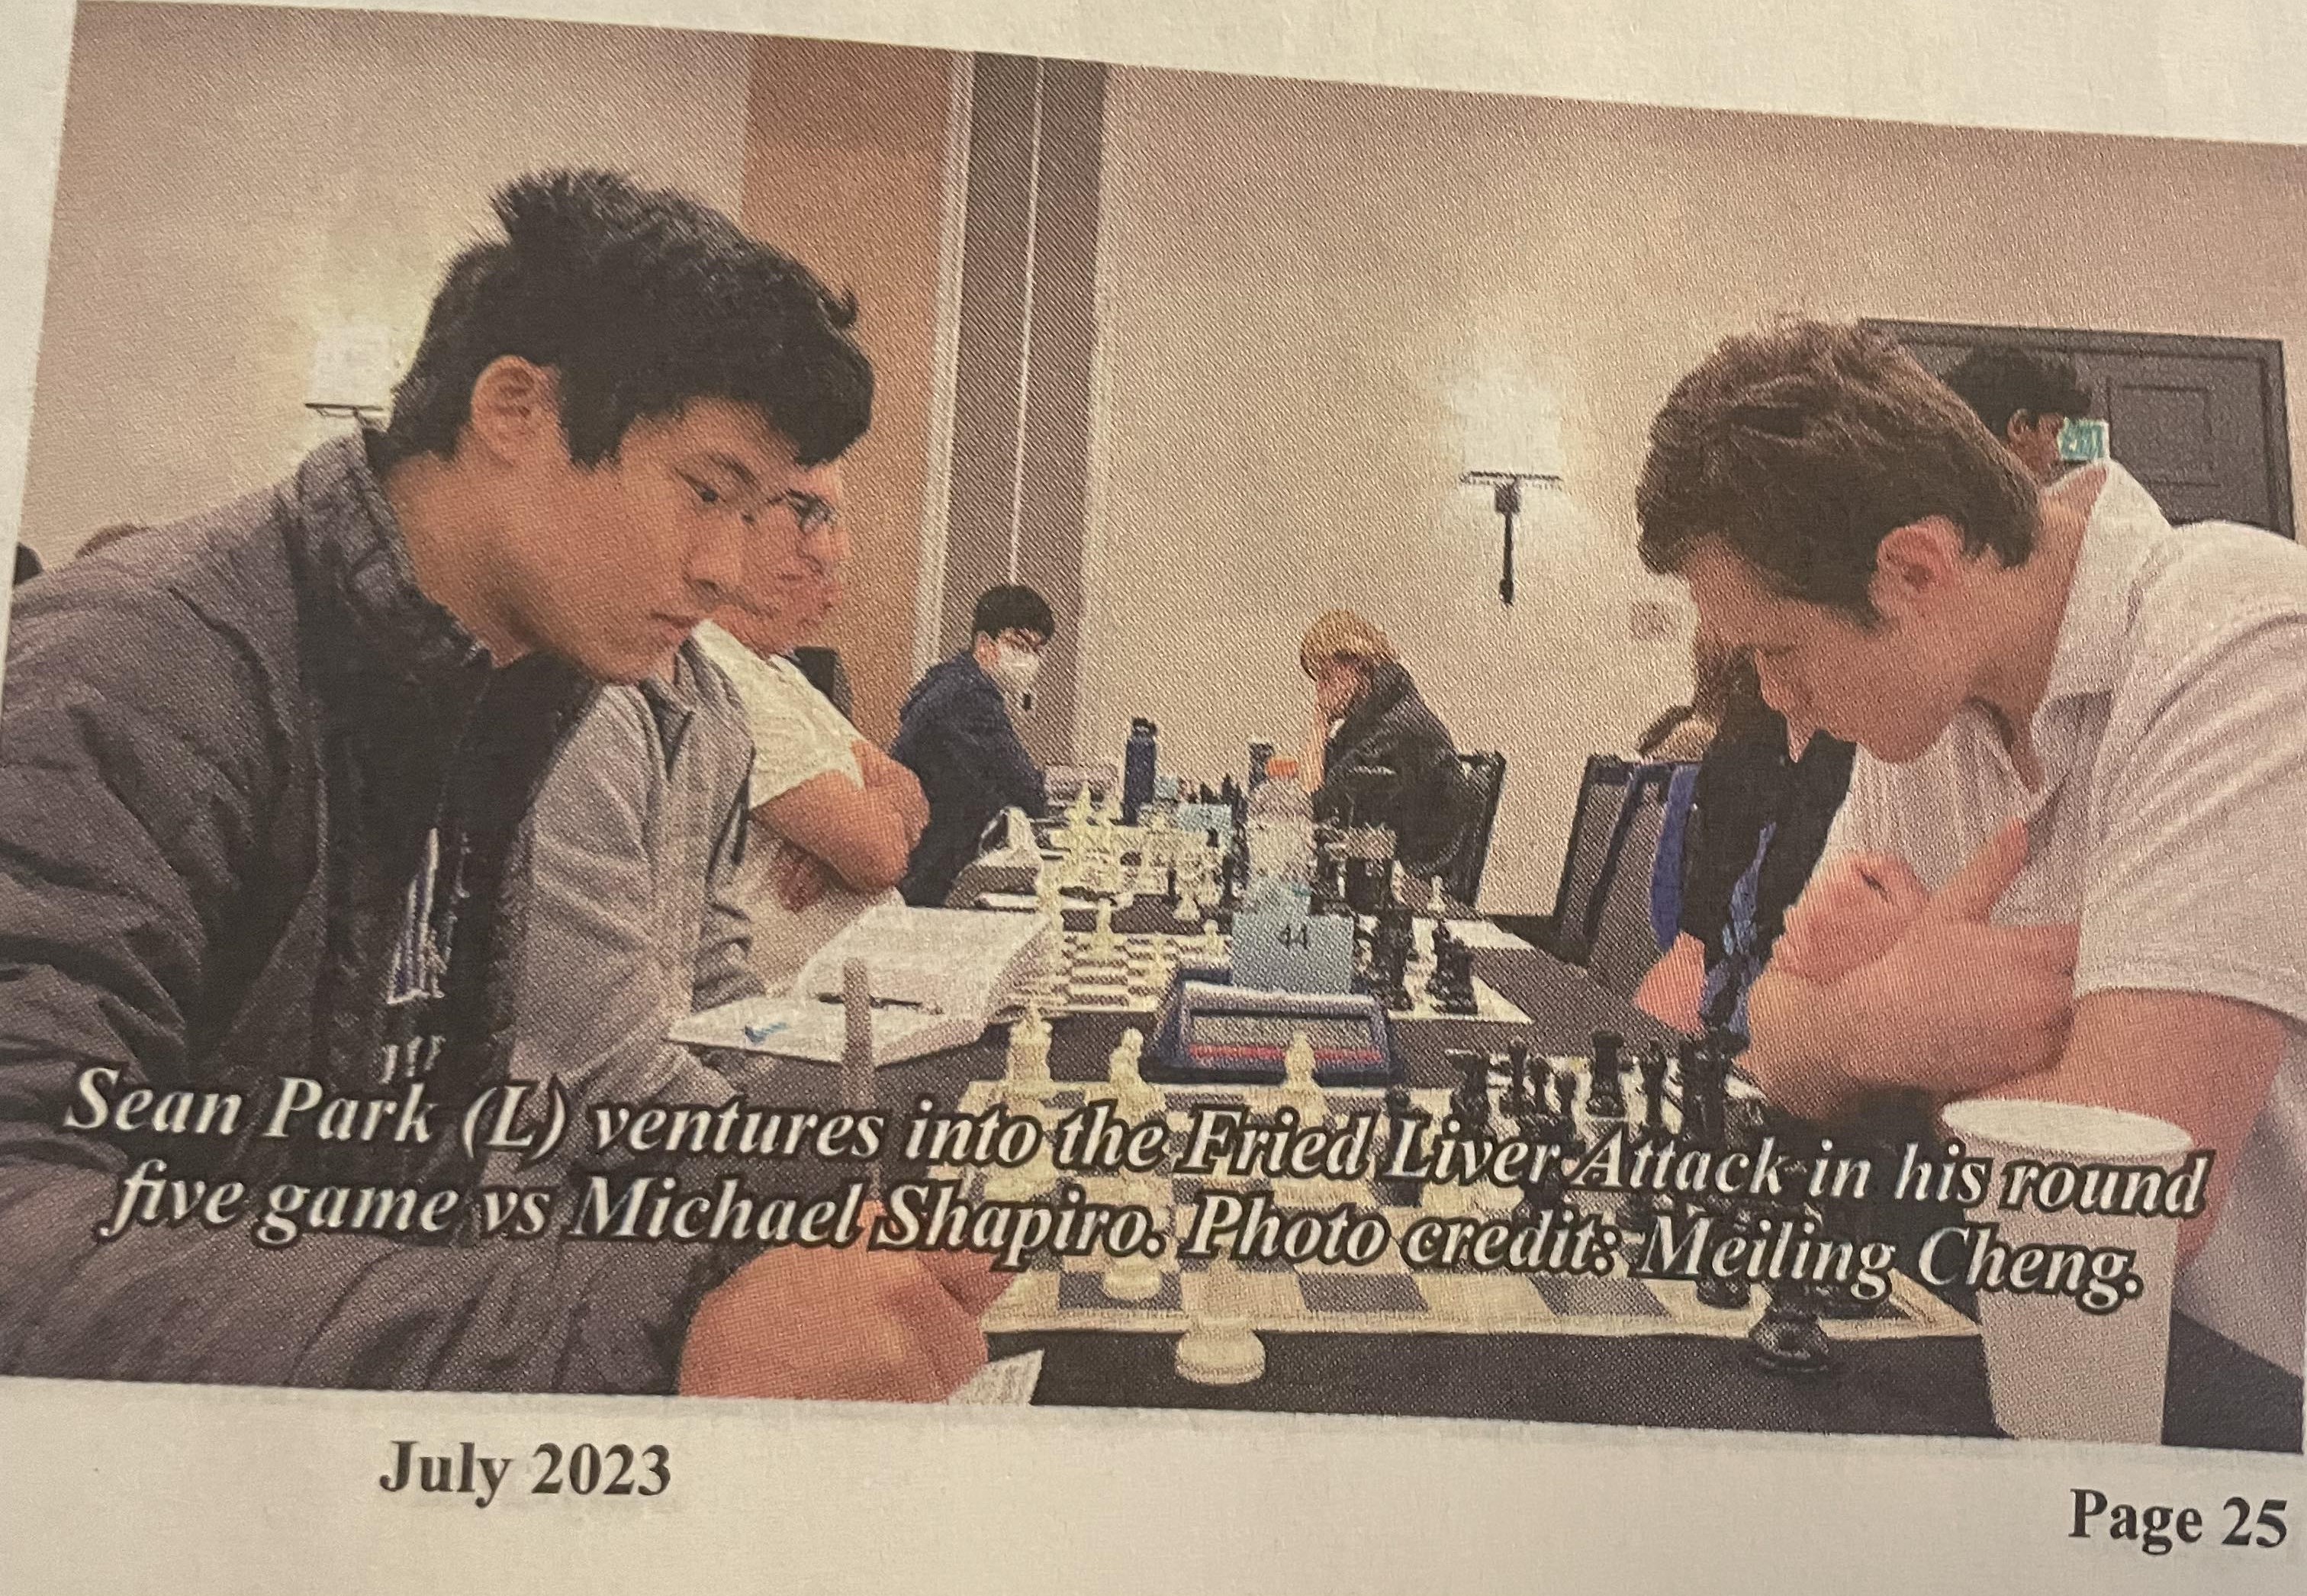 44
Sean Park (L) ventures into the Fried Liver Attack in his round
five game vs Michael Shapiro. Photo credit: Meiling Cheng.
July 2023
Page 25